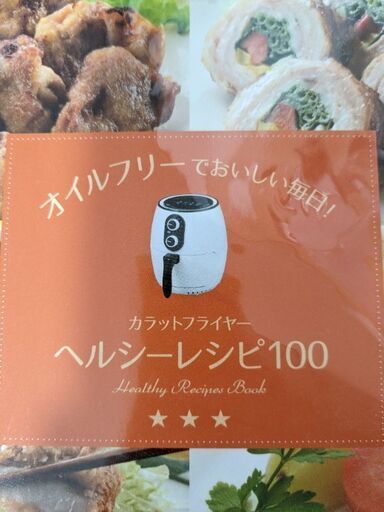 オイルフリーでおいしい毎日!
カラットフライヤー
ヘルシーレシピ100
Healthy Recipes Book